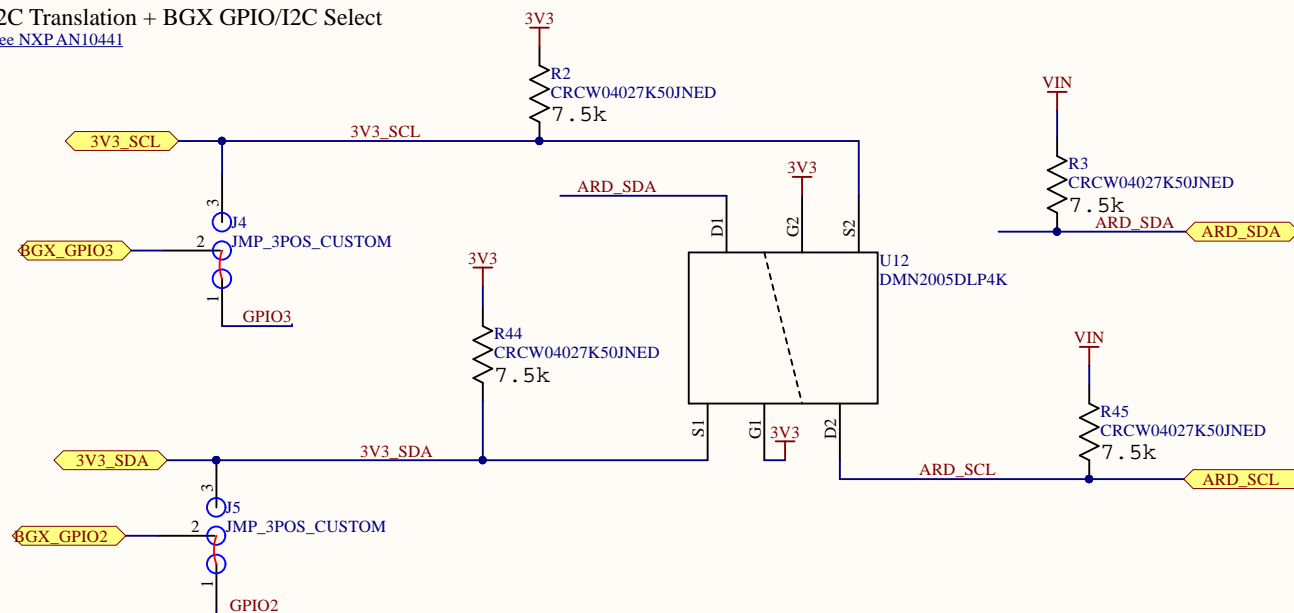 2C Translation + BGX GPIO/I2C Select
ee NXP AN10441
3V3
R2
CRCW04027K50JNED
7.5k
VIN
3V3_SCL
3V3_SCL
R3
CRCW04027K50JNED
7.5k
3V3
ARD_SDA
3
J4
JMP_3POS_CUSTOM
D1
G2
S2
ARD_SDA
ARD_SDA
BGX_GPIO3
2
1
GPIO3
3V3
U12
DMN2005DLP4K
R44
CRCW04027K50JNED
7.5k
VIN
R45
CRCW04027K50JNED
7.5k
S1
G1
3V3
D2
3V3_SDA
3V3_SDA
ARD_SCL
ARD_SCL
3
J5
JMP_3POS_CUSTOM
BGX_GPIO2
2
1
GPIO2